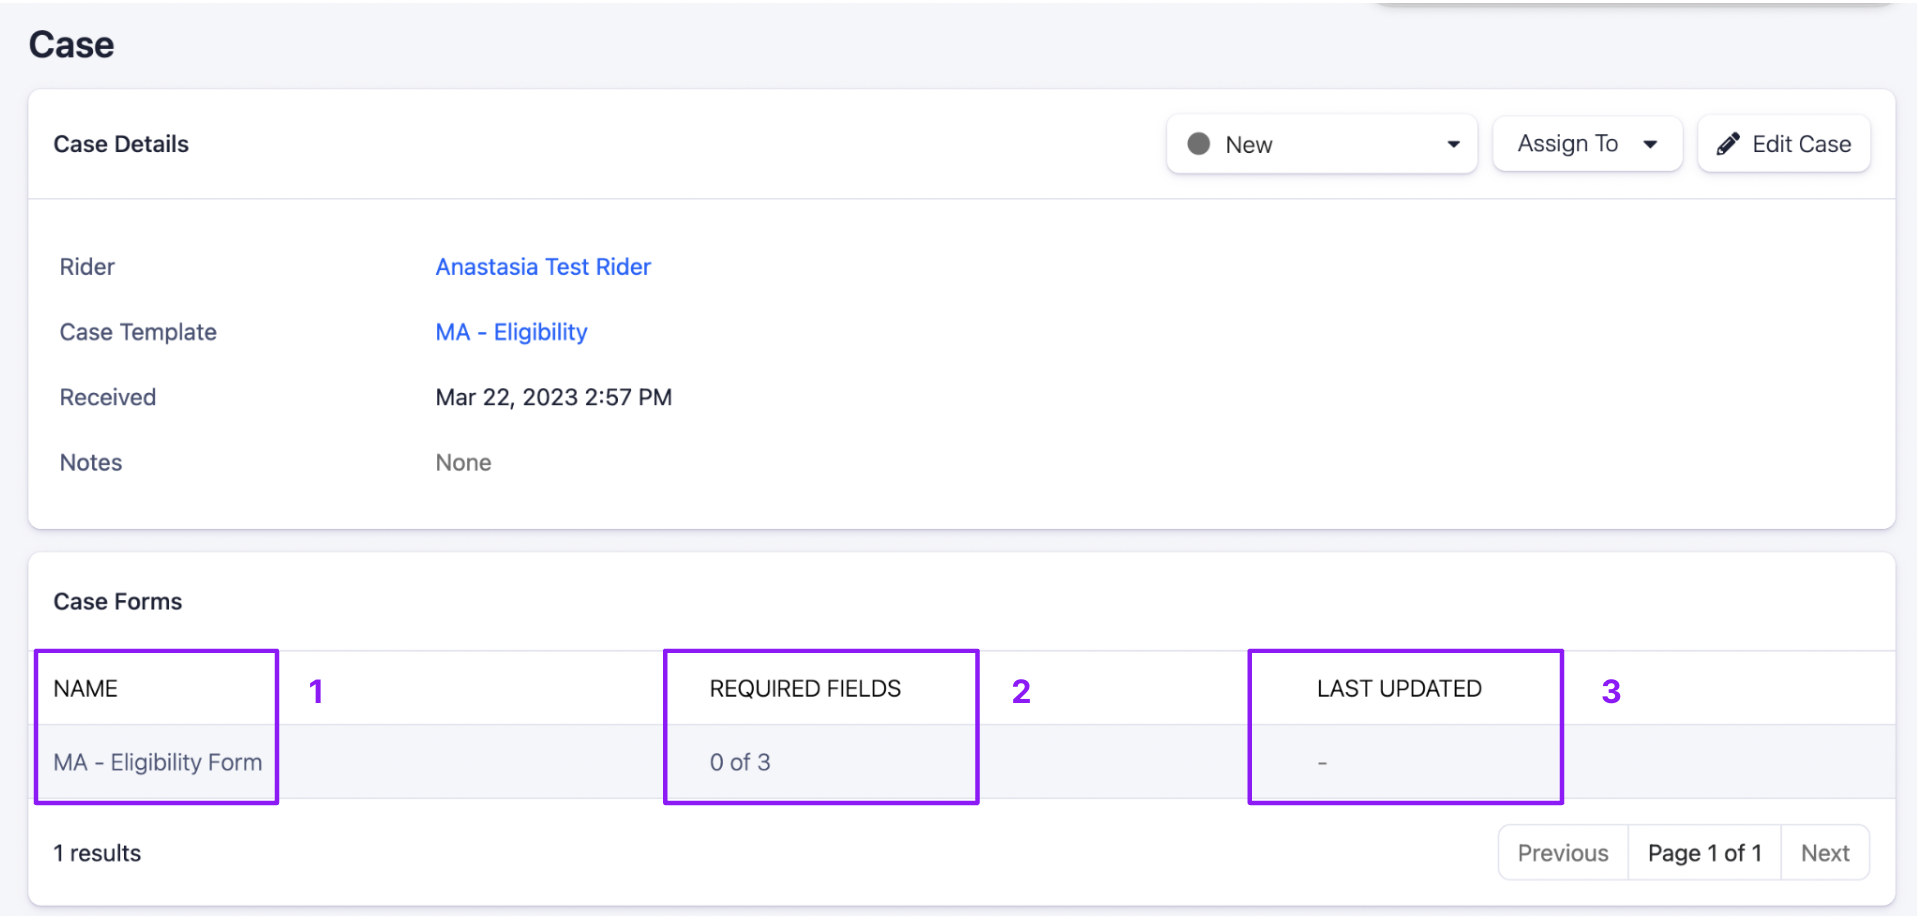 Case
Case Details
New
Assign To
Edit Case
Rider
Anastasia Test Rider
Case Template
MA - Eligibility
Received
Mar 22, 2023 2:57 PM
Notes
None
Case Forms
NAME
1
REQUIRED FIELDS
2
LAST UPDATED
3
MA - Eligibility Form
0 of 3
-
1 results
Previous
Page 1 of 1
Next